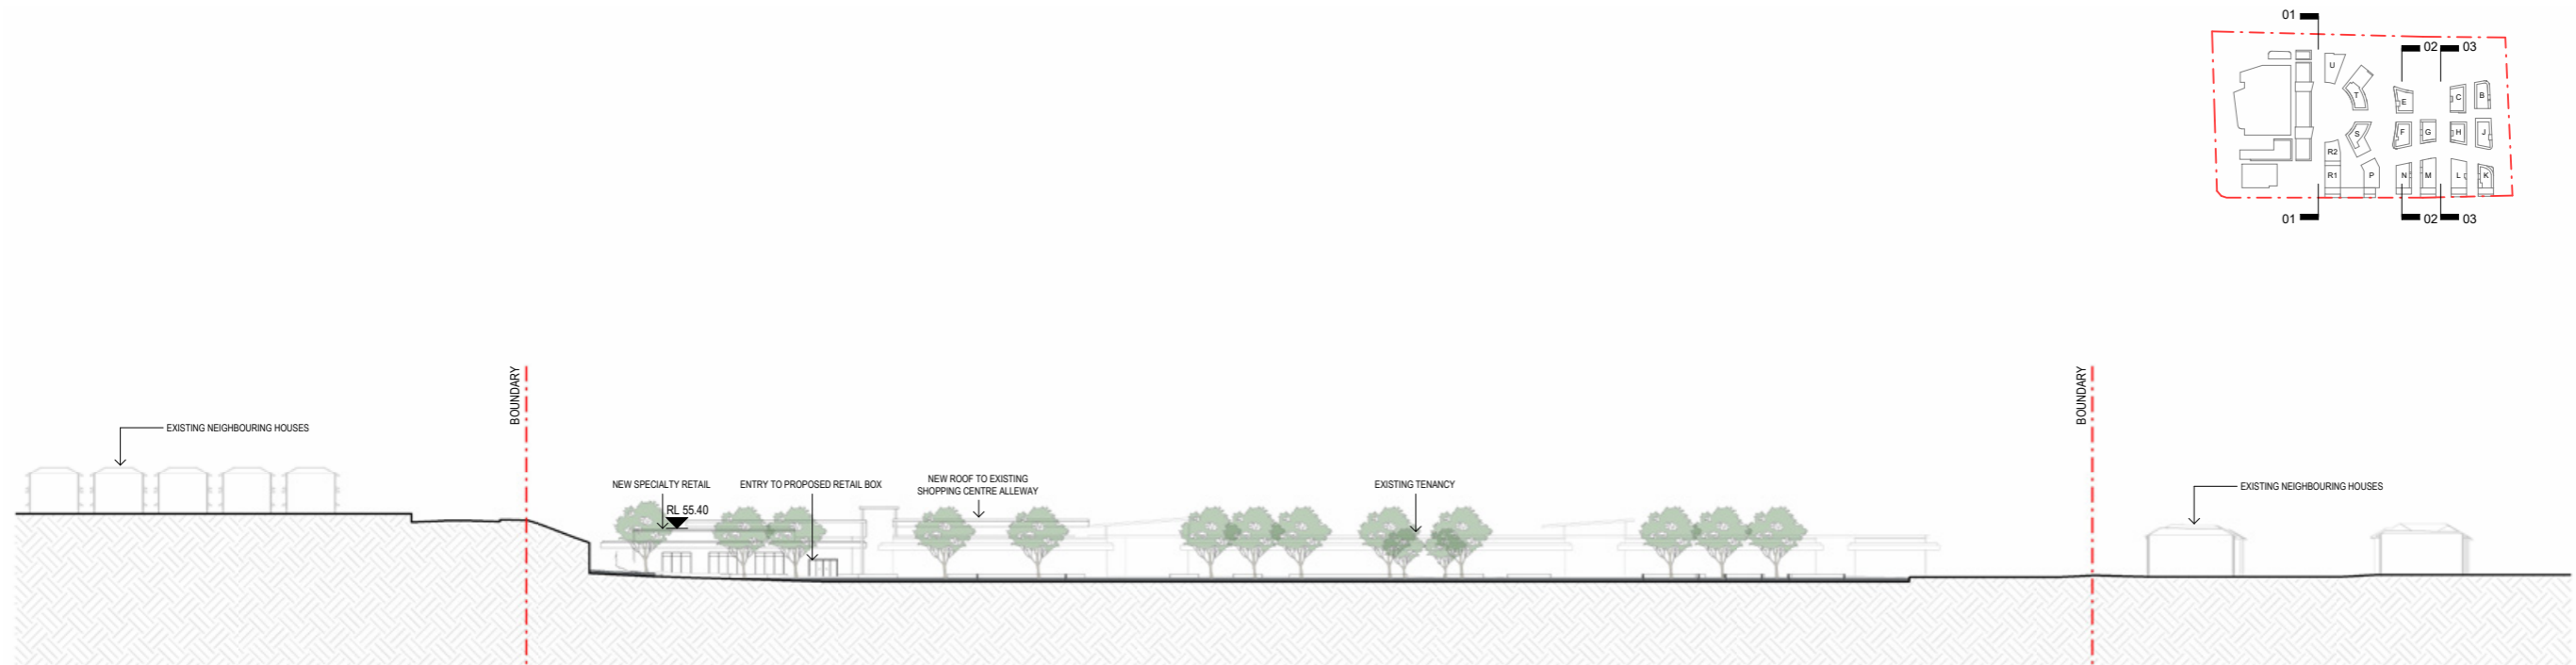 01
02
03
U
T
E
C
B
S
F
G
H
J
R2
R1
P
N
M
L
K
01
02
03
BOUNDARY
BOUNDARY
EXISTING NEIGHBOURING HOUSES
NEW SPECIALTY RETAIL
ENTRY TO PROPOSED RETAIL BOX
NEW ROOF TO EXISTING
SHOPPING CENTRE ALLEWAY
EXISTING TENANCY
EXISTING NEIGHBOURING HOUSES
RL 55.40